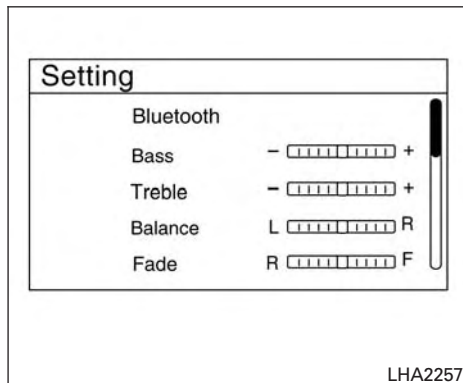 Setting
Bluetooth
Bass - +
Treble - +
Balance L R
Fade R F
LHA2257